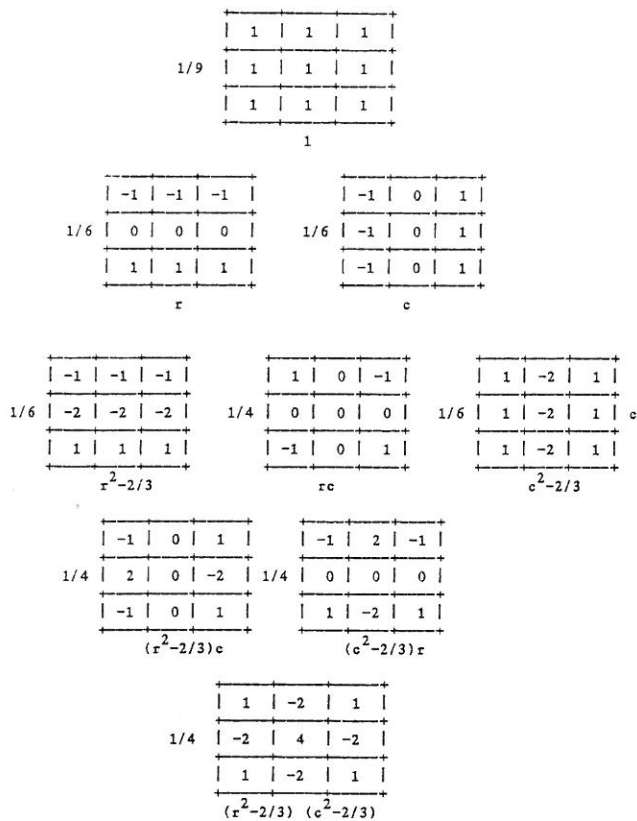 1 | 1 | 1
1/9 | 1 | 1 | 1
1 | 1 | 1
1
-1 | -1 | -1
1/6 | 0 | 0 | 0
1 | 1 | 1
r
-1 | 0 | 1
1/6 | -1 | 0 | 1
-1 | 0 | 1
c
-1 | -1 | -1
1/6 | -2 | -2 | -2
1 | 1 | 1
r²-2/3
1 | 0 | -1
1/4 | 0 | 0 | 0
-1 | 0 | 1
rc
1 | -2 | 1
1/6 | 1 | -2 | 1 | c
1 | -2 | 1
c²-2/3
-1 | 0 | 1
1/4 | 2 | 0 | -2
-1 | 0 | 1
(r²-2/3)c
-1 | 2 | -1
1/4 | 0 | 0 | 0
1 | -2 | 1
(c²-2/3)r
1 | -2 | 1
1/4 | -2 | 4 | -2
1 | -2 | 1
(r²-2/3) (c²-2/3)